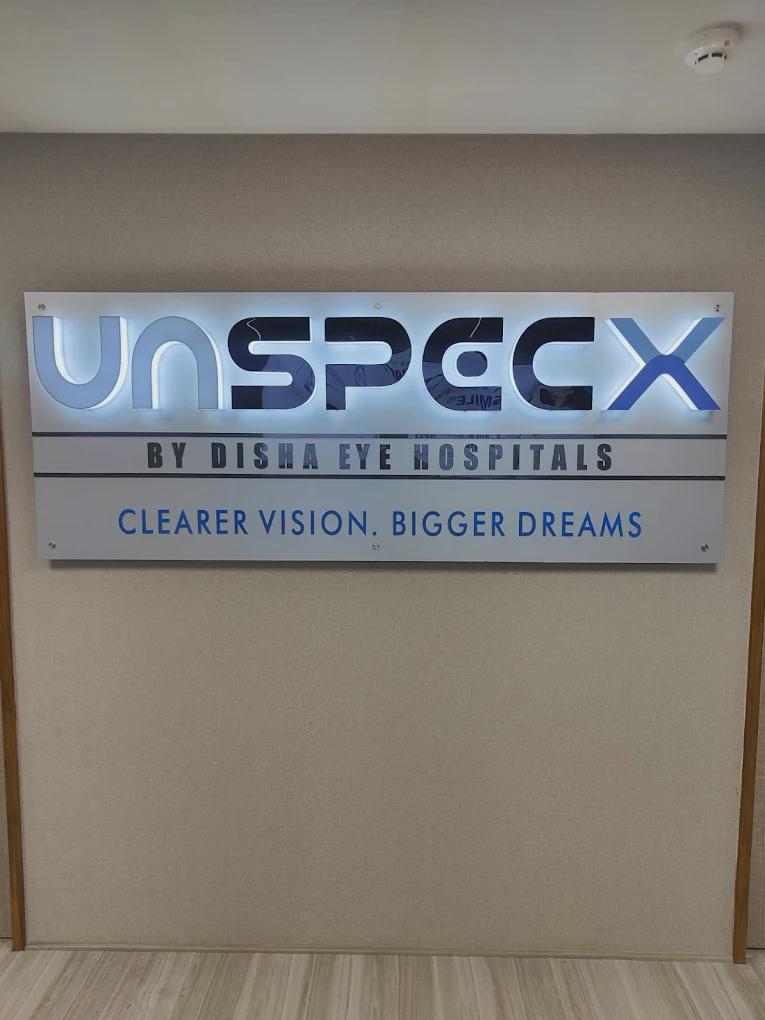 UNSPECX
BY DISHA EYE HOSPITALS
CLEARER VISION. BIGGER DREAMS